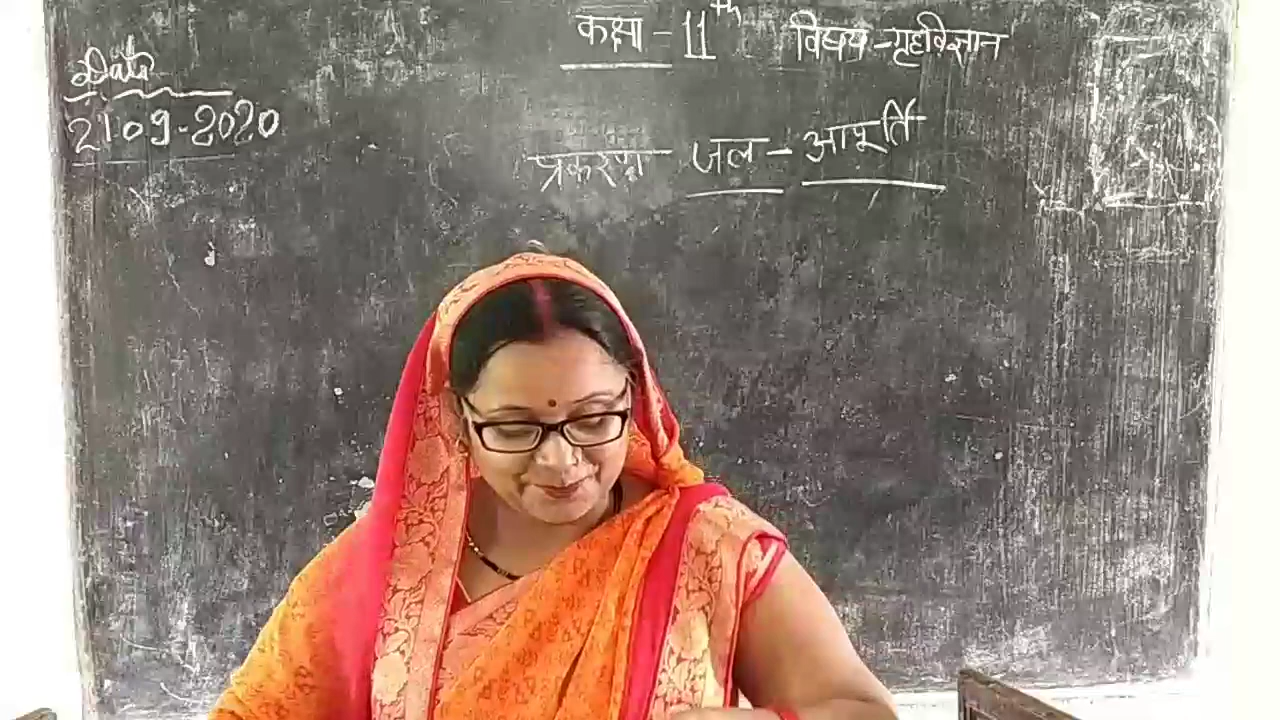 कक्षा - 11th विषय - गृहविज्ञान
Date
21 09-2020
प्रकरण जल - आपूर्ति